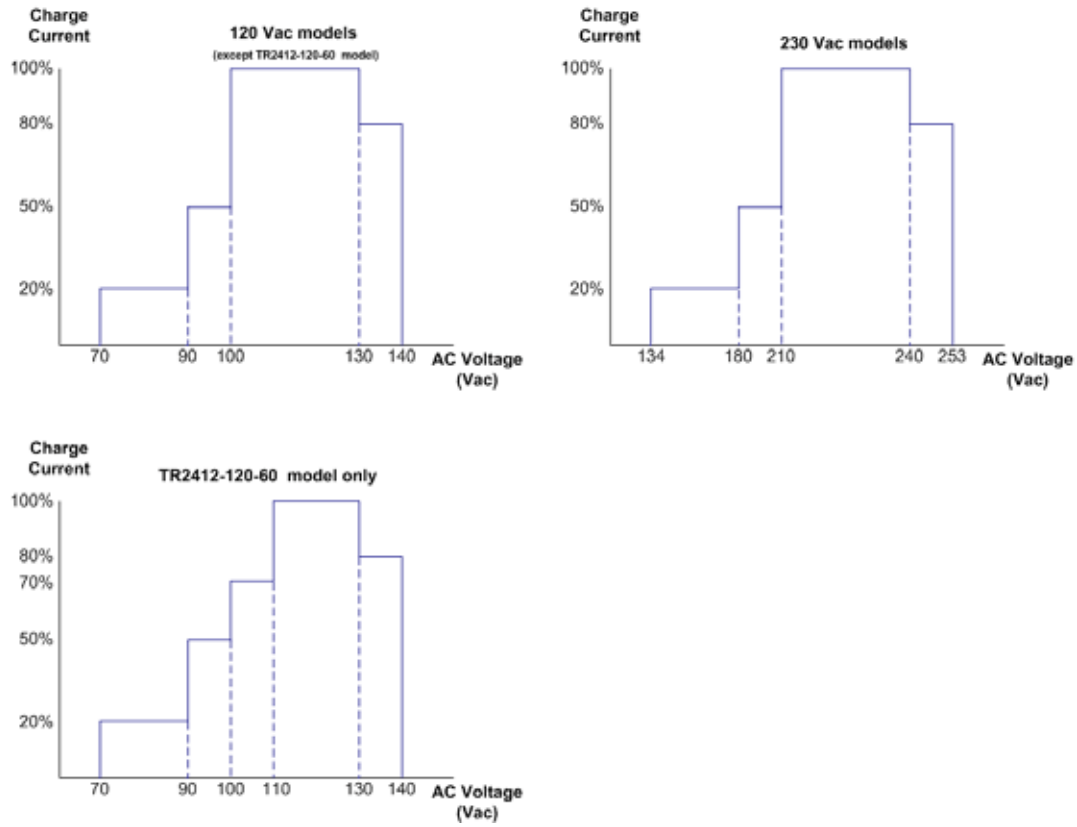 Charge
Current
120 Vac models
(except TR2412-120-60 model)
100%
80%
50%
20%
70 90 100 130 140
AC Voltage
(Vac)
Charge
Current
230 Vac models
100%
80%
50%
20%
134 180 210 240 253
AC Voltage
(Vac)
Charge
Current
TR2412-120-60 model only
100%
80%
70%
50%
20%
70 90 100 110 130 140
AC Voltage
(Vac)